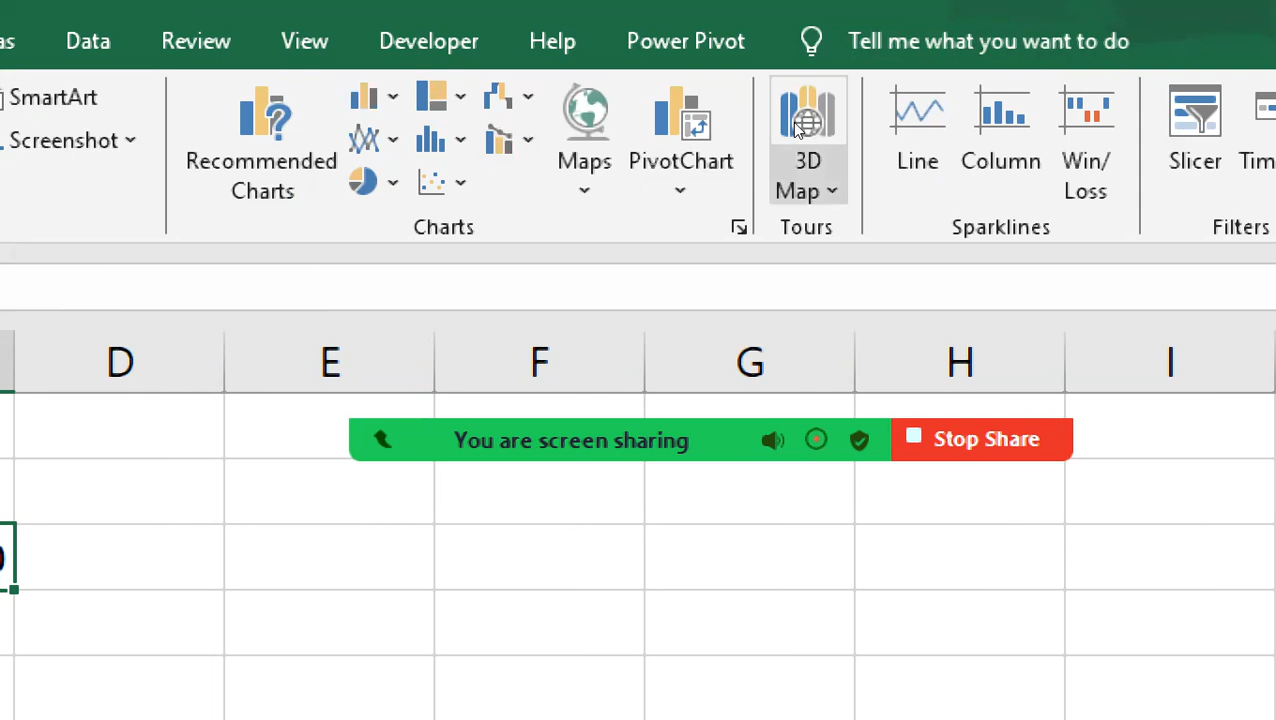 as Data Review View Developer Help Power Pivot Tell me what you want to do
SmartArt
Screenshot
Recommended
Charts
Maps
PivotChart
3D
Map
Line
Column
Win/
Loss
Slicer
Tim
Charts
Tours
Sparklines
Filters
D E F G H I
You are screen sharing
Stop Share